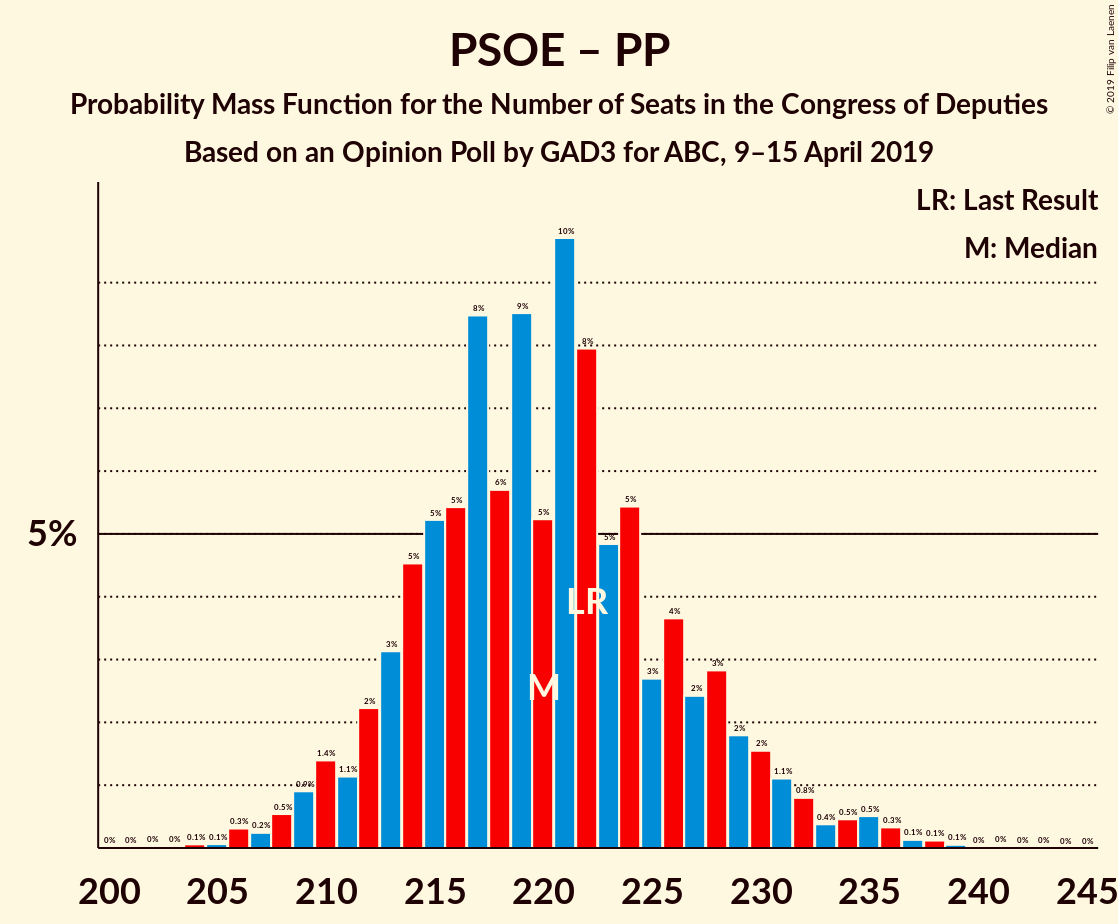 PSOE – PP
Probability Mass Function for the Number of Seats in the Congress of Deputies
Based on an Opinion Poll by GAD3 for ABC, 9–15 April 2019
© 2019 Filip van Laenen
LR: Last Result
M: Median
5%
0% 0% 0% 0% 0.1% 0.1% 0.3% 0.2% 0.5% 0.9% 1.4% 1.1% 2% 3% 5% 5% 5% 8% 6% 9% 5% 10% 8% 5% 5% 3% 4% 2% 3% 2% 2% 1.1% 0.8% 0.4% 0.5% 0.5% 0.3% 0.1% 0.1% 0.1% 0% 0% 0% 0% 0% 0%
LR
M
200 205 210 215 220 225 230 235 240 245